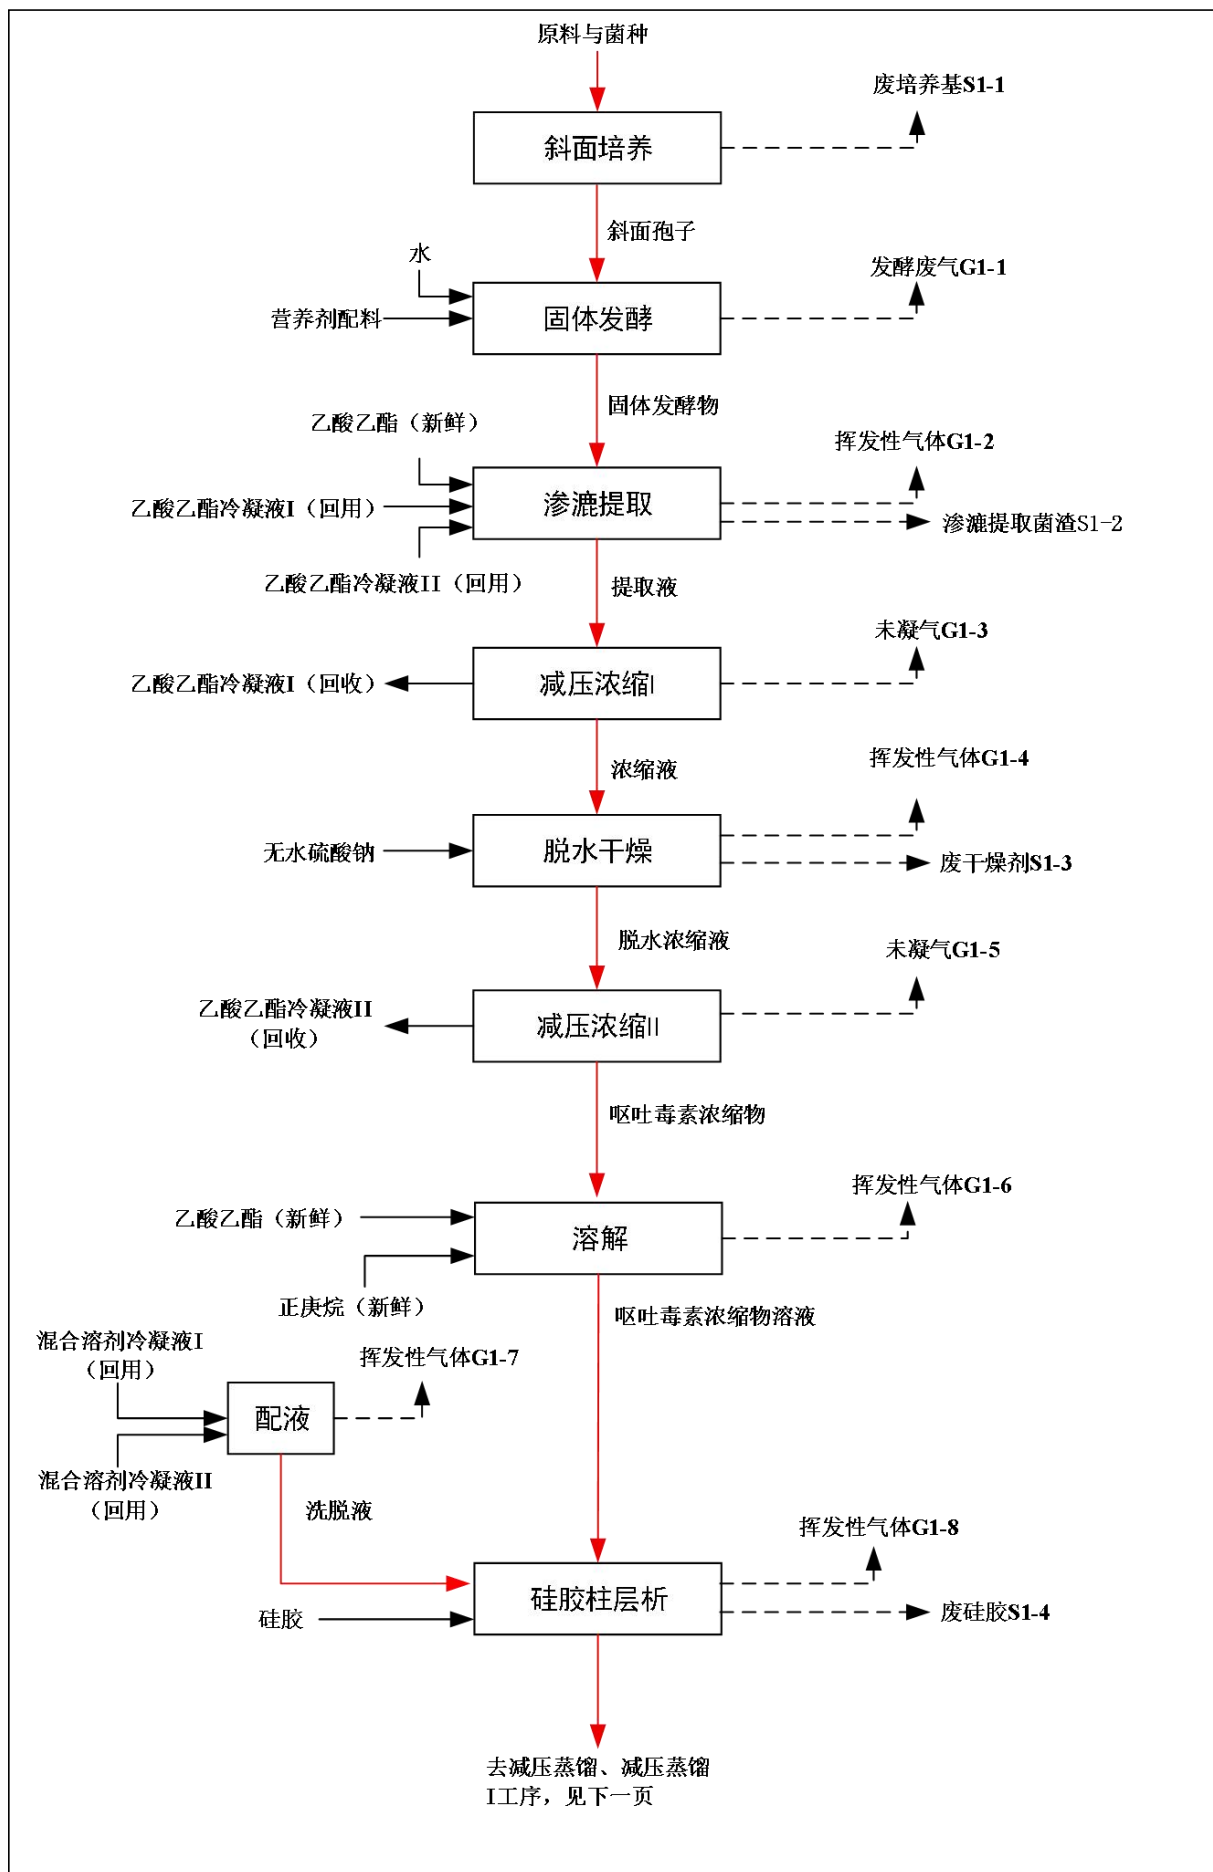 原料与菌种
废培养基S1-1
斜面培养
斜面孢子
水
发酵废气G1-1
营养剂配料
固体发酵
固体发酵物
乙酸乙酯（新鲜）
挥发性气体G1-2
乙酸乙酯冷凝液I（回用）
渗漉提取
渗漉提取菌渣S1-2
乙酸乙酯冷凝液II（回用）
提取液
未凝气G1-3
乙酸乙酯冷凝液I（回收）
减压浓缩I
浓缩液
挥发性气体G1-4
无水硫酸钠
脱水干燥
废干燥剂S1-3
脱水浓缩液
未凝气G1-5
乙酸乙酯冷凝液II
（回收）
减压浓缩II
呕吐毒素浓缩物
挥发性气体G1-6
乙酸乙酯（新鲜）
溶解
正庚烷（新鲜）
呕吐毒素浓缩物溶液
混合溶剂冷凝液I
（回用）
挥发性气体G1-7
配液
混合溶剂冷凝液II
（回用）
洗脱液
挥发性气体G1-8
硅胶柱层析
硅胶
废硅胶S1-4
去减压蒸馏、减压蒸馏
I工序，见下一页